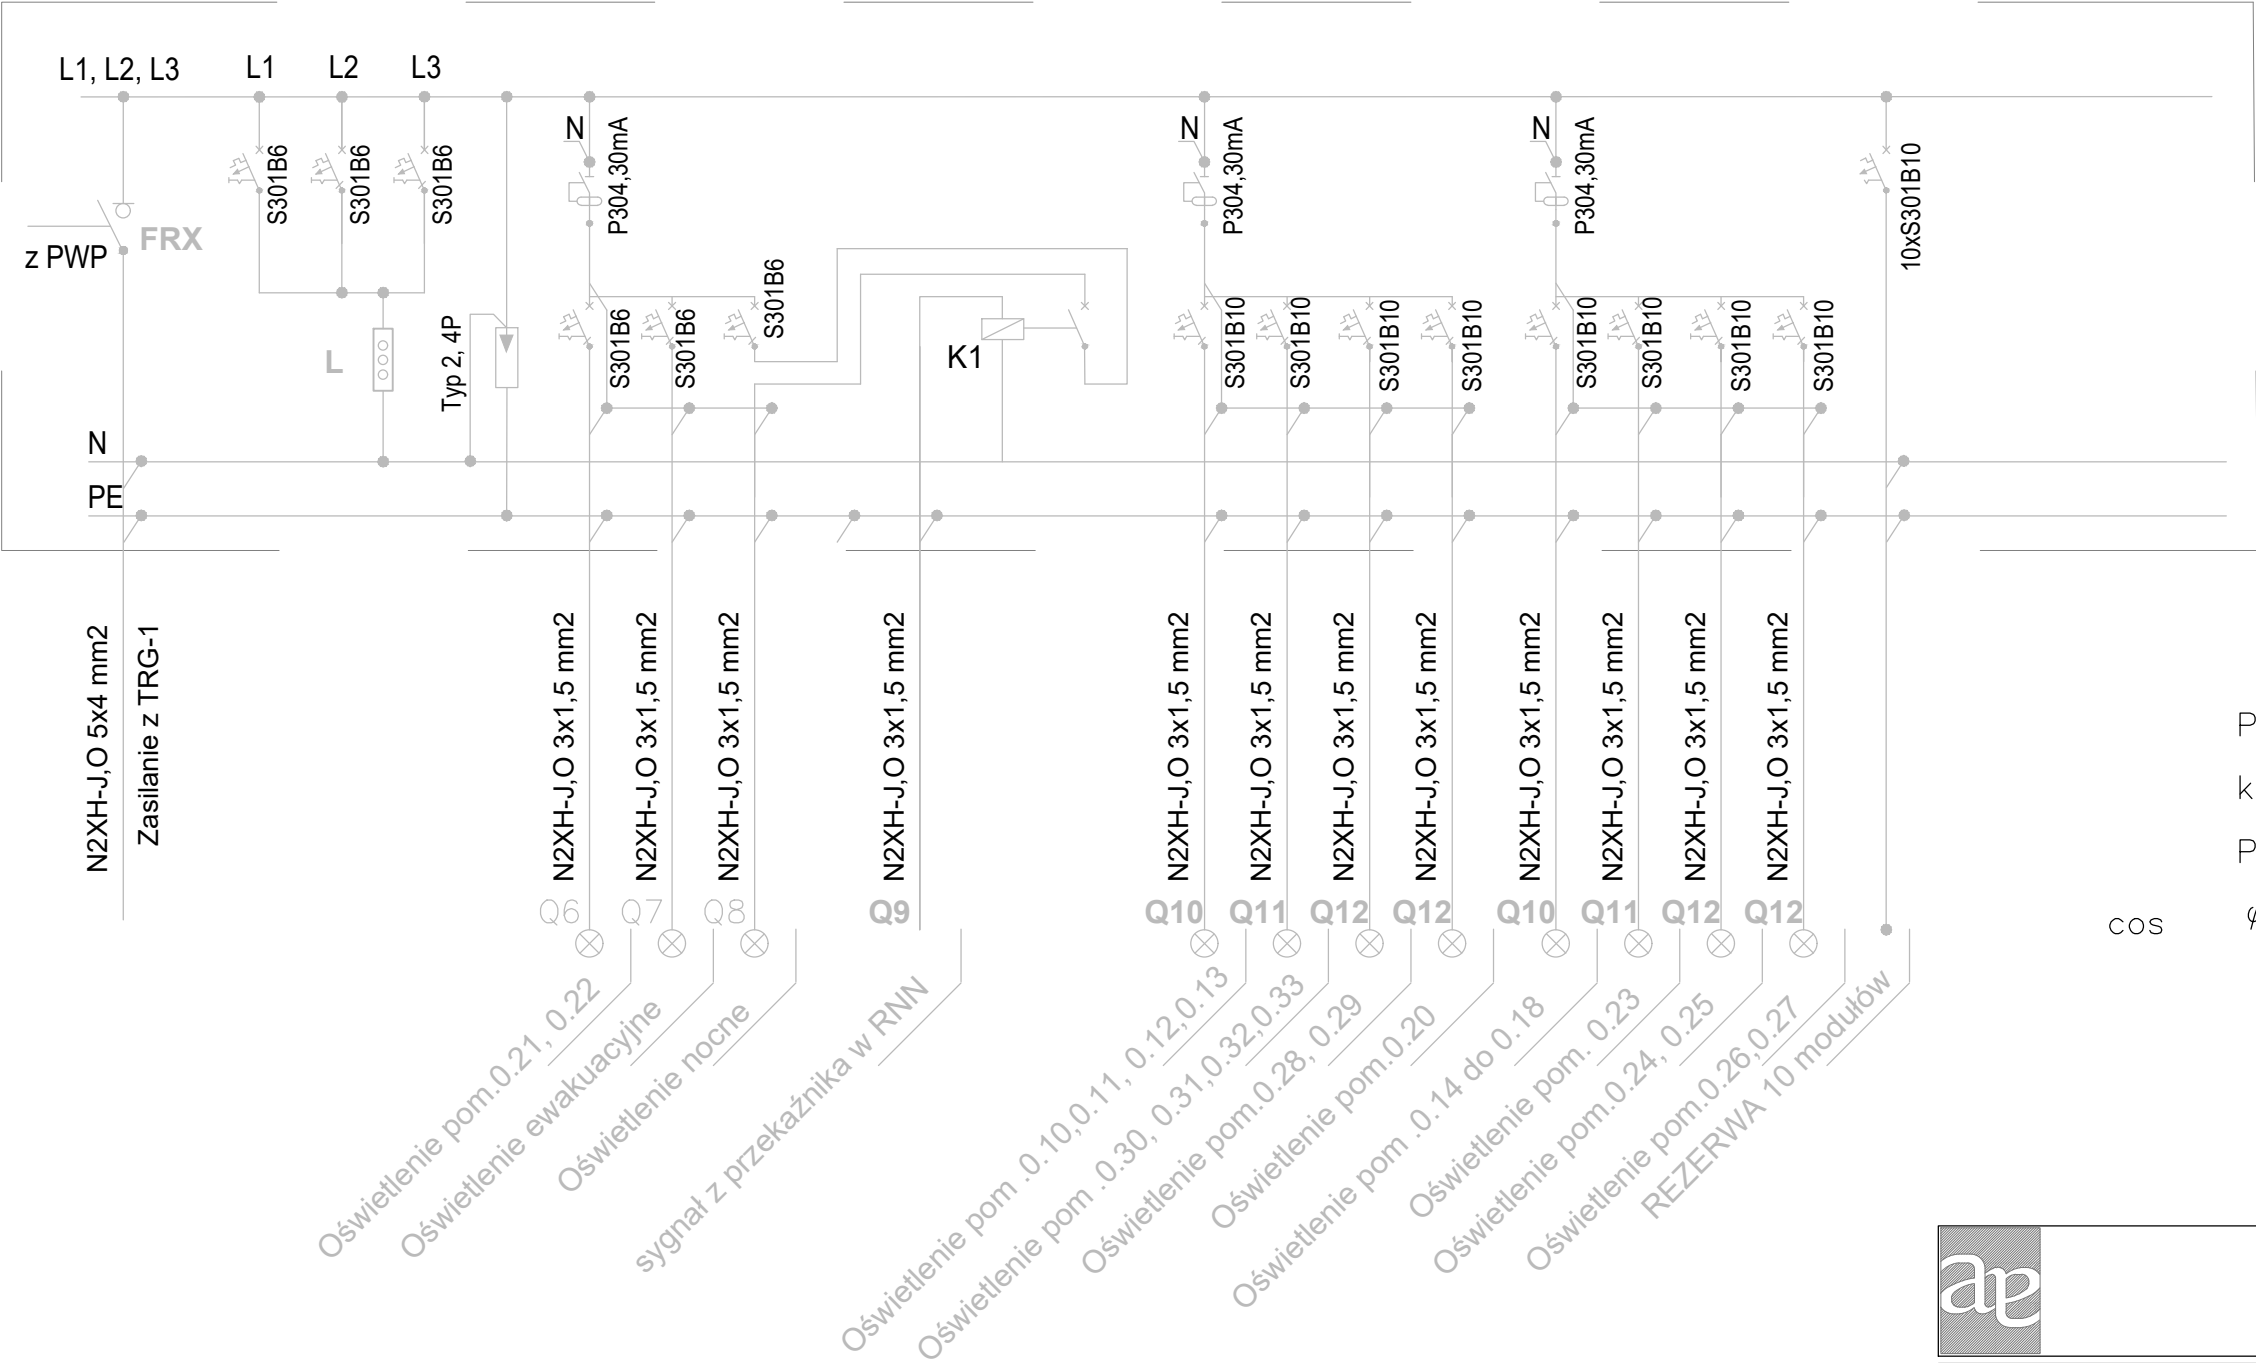 L1, L2, L3
L1
L2
L3
N
P304,30mA
N
P304,30mA
N
P304,30mA
S301B6
S301B6
S301B6
10xS301B10
z PWP
FRX
S301B6
S301B6
S301B6
L
Typ 2, 4P
K1
S301B10
S301B10
S301B10
S301B10
S301B10
S301B10
S301B10
S301B10
N
PE
N2XH-J,O 5x4 mm2
Zasilanie z TRG-1
N2XH-J,O 3x1,5 mm2
N2XH-J,O 3x1,5 mm2
N2XH-J,O 3x1,5 mm2
N2XH-J,O 3x1,5 mm2
N2XH-J,O 3x1,5 mm2
N2XH-J,O 3x1,5 mm2
N2XH-J,O 3x1,5 mm2
N2XH-J,O 3x1,5 mm2
N2XH-J,O 3x1,5 mm2
N2XH-J,O 3x1,5 mm2
N2XH-J,O 3x1,5 mm2
N2XH-J,O 3x1,5 mm2
P
k
P
cos φ
Q6
Q7
Q8
Q9
Q10
Q11
Q12
Q12
Q10
Q11
Q12
Q12
Oświetlenie pom.0.21, 0.22
Oświetlenie ewakuacyjne
Oświetlenie nocne
sygnał z przekaźnika w RNN
Oświetlenie pom .0.10,0.11, 0.12,0.13
Oświetlenie pom .0.30, 0.31,0.32,0.33
Oświetlenie pom.0.28, 0.29
Oświetlenie pom.0.20
Oświetlenie pom .0.14 do 0.18
Oświetlenie pom. 0.23
Oświetlenie pom.0.24, 0.25
Oświetlenie pom.0.26,0.27
REZERWA 10 modułów
ap